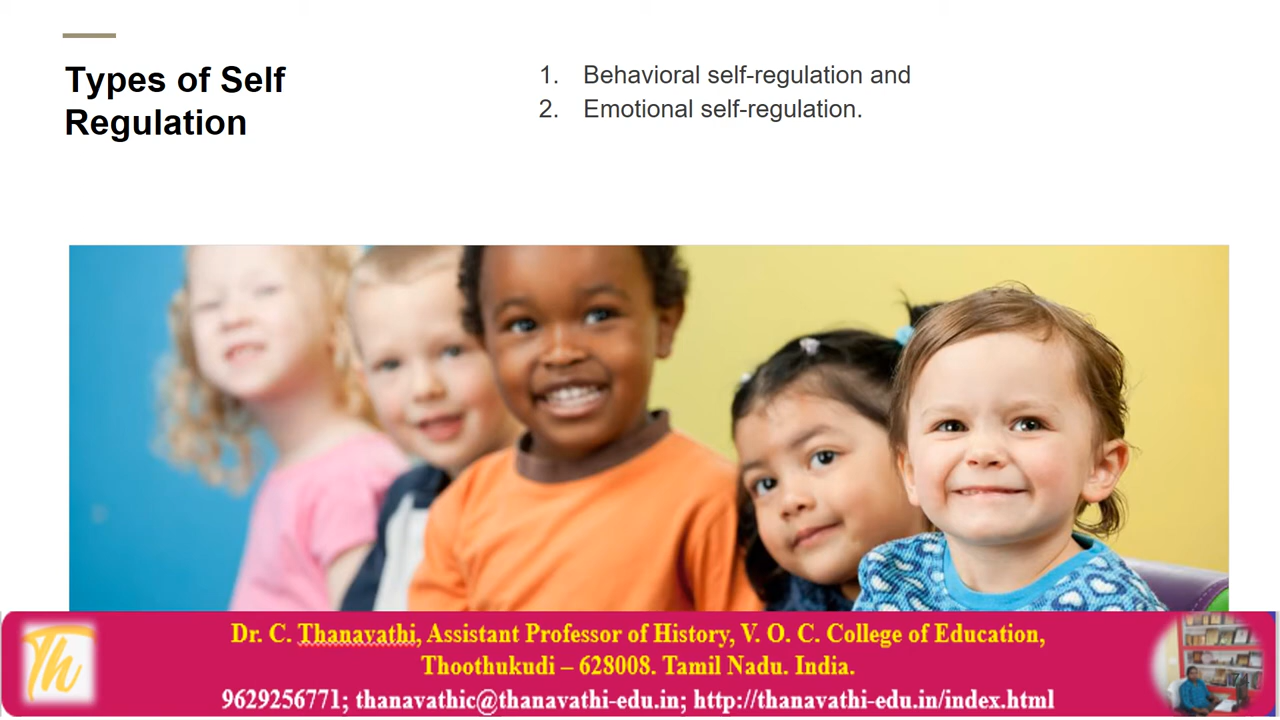 Types of Self
Regulation
1. Behavioral self-regulation and
2. Emotional self-regulation.
Th
Dr. C. Thanavathi, Assistant Professor of History, V. O. C. College of Education,
Thoothukudi – 628008. Tamil Nadu. India.
9629256771; thanavathic@thanavathi-edu.in; http://thanavathi-edu.in/index.html